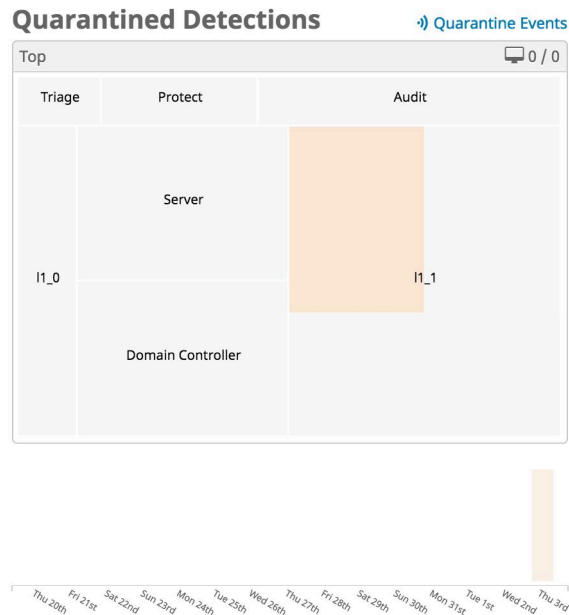 Quarantined Detections
Quarantine Events
Top
0 / 0
Triage Protect Audit
Server
l1_0
l1_1
Domain Controller
Thu 20th Fri 21st Sat 22nd Sun 23rd Mon 24th Tue 25th Wed 26th Thu 27th Fri 28th Sat 29th Sun 30th Mon 31st Tue 1st Wed 2nd Thu 3rd